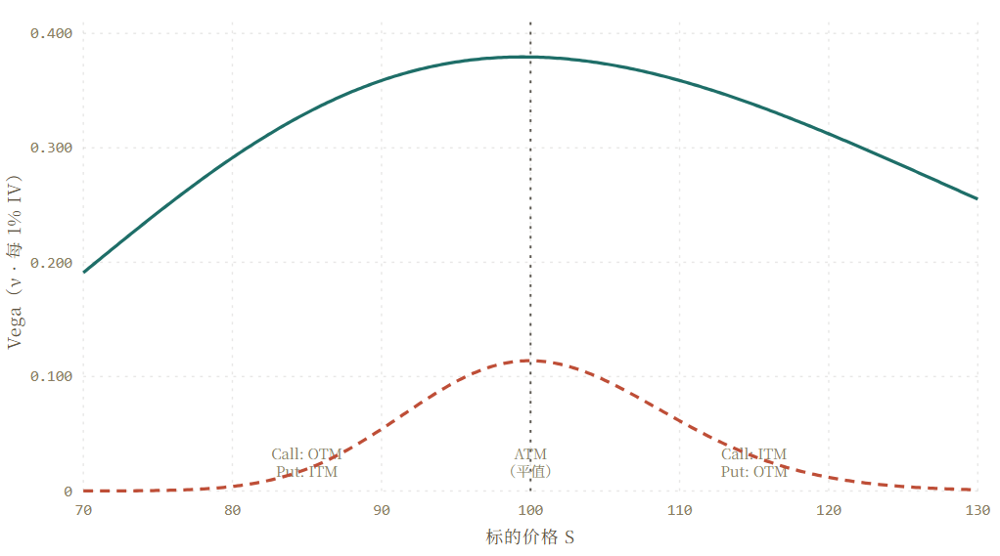 0.400
0.300
0.200
0.100
0
Vega (ν · 每 1% IV)
Call: OTM
Put: ITM
ATM
(平值)
Call: ITM
Put: OTM
70
80
90
100
110
120
130
标的价格 S